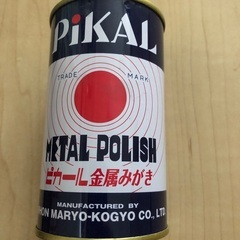 PiKAL
TRADE MARK
METAL POLISH
ピカール金属みがき
MANUFACTURED BY
HON MARYO-KOGYO CO., LTD